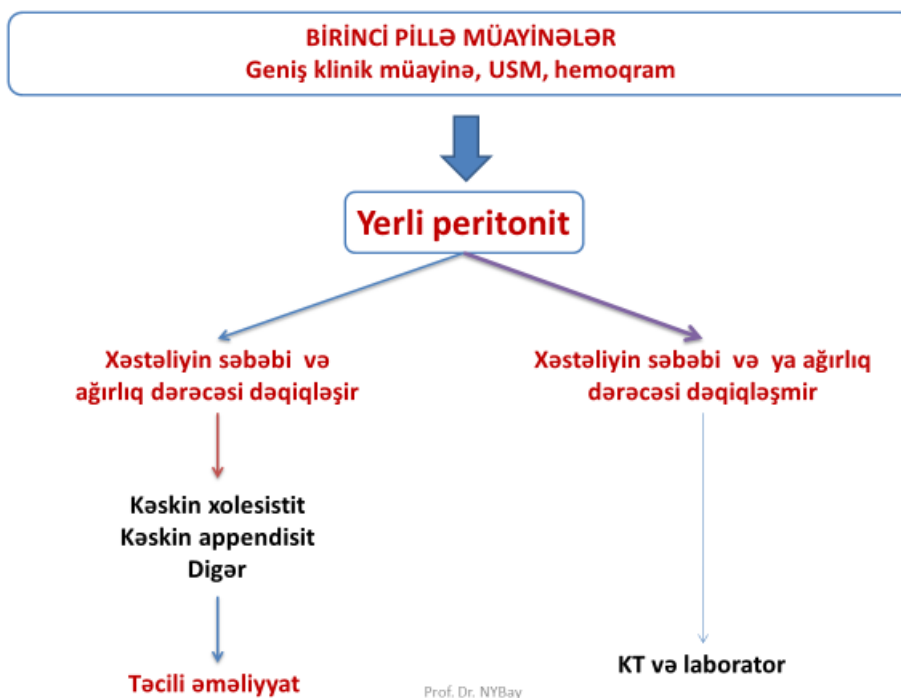 BİRİNCİ PİLLƏ MÜAYİNƏLƏR
Geniş klinik müayinə, USM, hemoqram
Yerli peritonit
Xəstəliyin səbəbi və
ağırlıq dərəcəsi dəqiqləşir
Xəstəliyin səbəbi və ya ağırlıq
dərəcəsi dəqiqləşmir
Kəskin xolesistit
Kəskin appendisit
Digər
Təcili əməliyyat
KT və laborator
Prof. Dr. NYBay